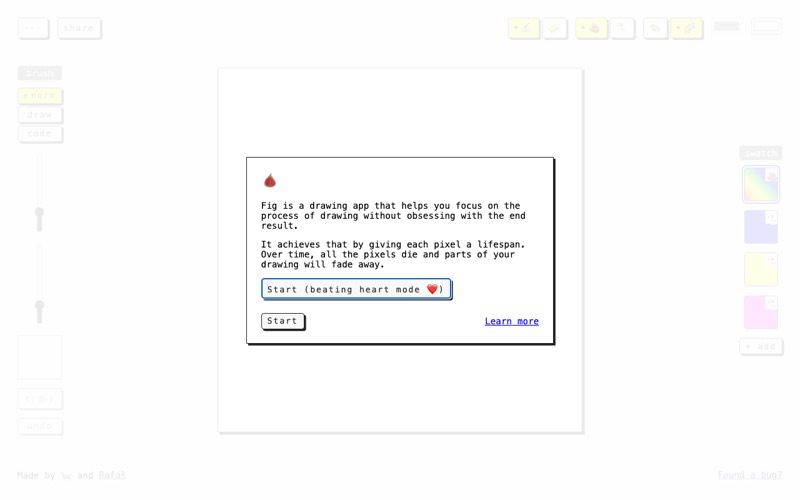 share
brush
draw
code
Fig is a drawing app that helps you focus on the
process of drawing without obsessing with the end
result.
It achieves that by giving each pixel a lifespan.
Over time, all the pixels die and parts of your
drawing will fade away.
Start (beating heart mode ❤️)
Start
Learn more
swatch
+ add
undo
Made by
and Rafał
Found a bug?